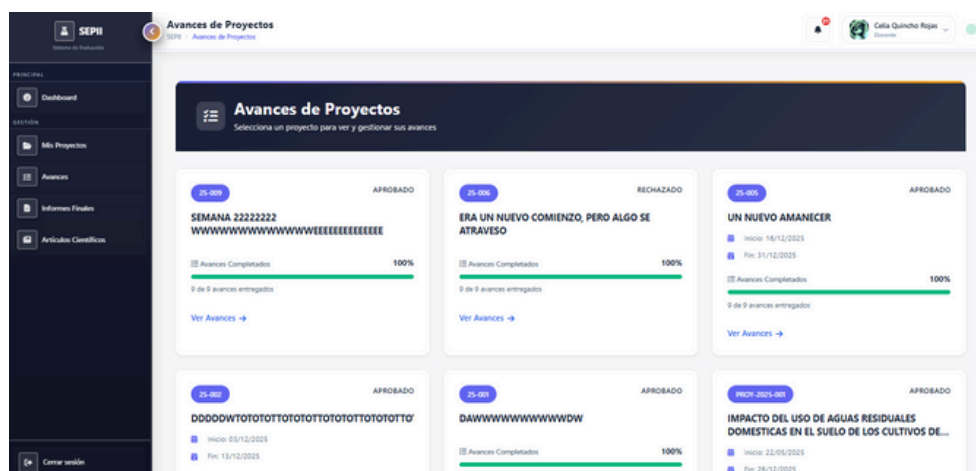 SEPII
Sistema de Evaluación
PRINCIPAL
Dashboard
GESTIÓN
Mis Proyectos
Avances
Informes Finales
Artículos Científicos
Cerrar sesión
Avances de Proyectos
SEPII / Avances de Proyectos
Celia Quincho Rojas
Docente
Avances de Proyectos
Selecciona un proyecto para ver y gestionar sus avances
25-009
APROBADO
SEMANA 22222222
WWWWWWWWWWWWWWEEEEEEEEEEEEEE
Avances Completados
100%
9 de 9 avances entregados
Ver Avances →
25-006
RECHAZADO
ERA UN NUEVO COMIENZO, PERO ALGO SE
ATRAVESO
Avances Completados
100%
9 de 9 avances entregados
Ver Avances →
25-005
APROBADO
UN NUEVO AMANECER
Inicio: 18/12/2025
Fin: 31/12/2025
Avances Completados
100%
9 de 9 avances entregados
Ver Avances →
25-002
APROBADO
Inicio: 03/12/2025
Fin: 13/12/2025
25-001
APROBADO
DAWWWWWWWWWWDW
Avances Completados
100%
PROY-2025-001
APROBADO
IMPACTO DEL USO DE AGUAS RESIDUALES
DOMESTICAS EN EL SUELO DE LOS CULTIVOS DE...
Inicio: 22/05/2025
Fin: 28/12/2025